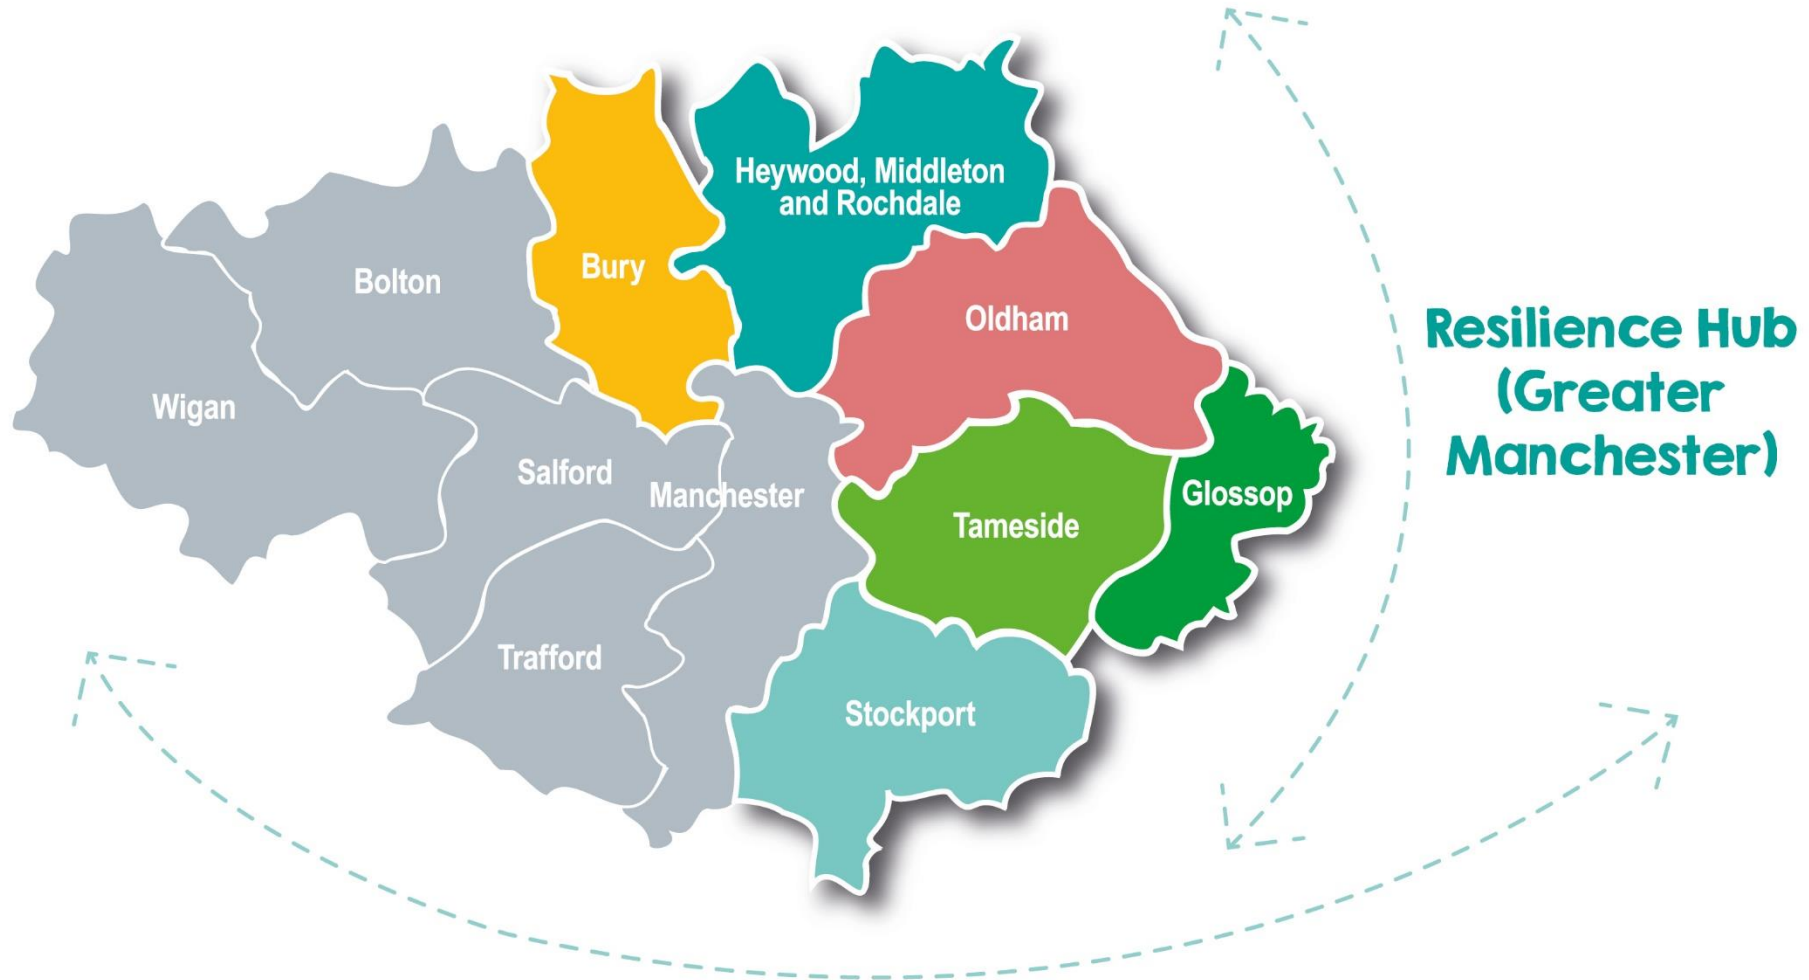 Heywood, Middleton
and Rochdale
Bolton
Bury
Oldham
Wigan
Salford
Manchester
Glossop
Tameside
Trafford
Stockport
Resilience Hub
(Greater
Manchester)